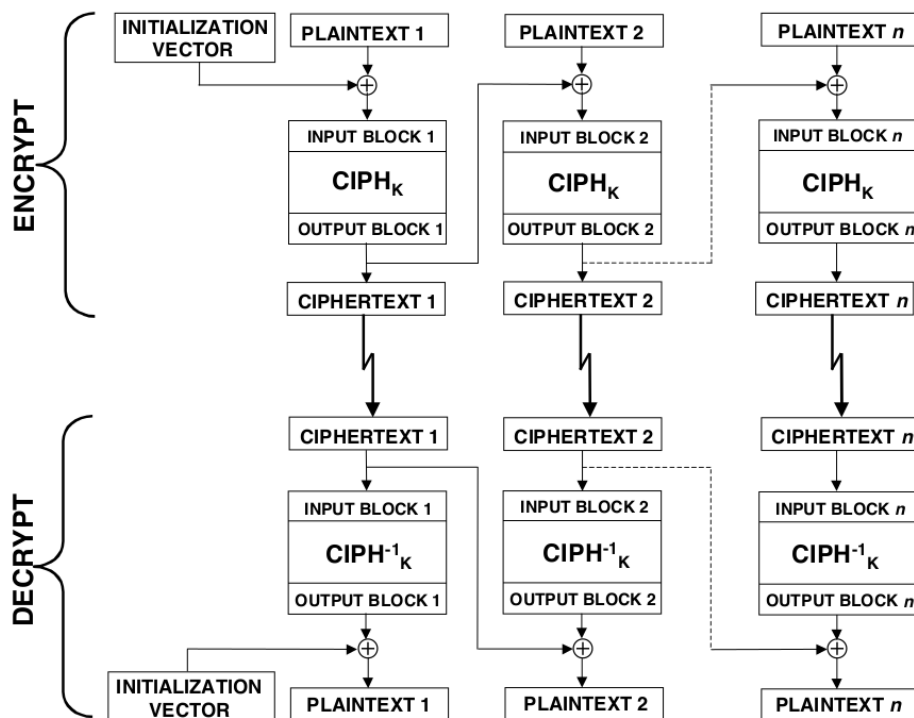 INITIALIZATION
VECTOR
PLAINTEXT 1
PLAINTEXT 2
PLAINTEXT n
ENCRYPT
INPUT BLOCK 1
INPUT BLOCK 2
INPUT BLOCK n
CIPHK
CIPHK
CIPHK
OUTPUT BLOCK 1
OUTPUT BLOCK 2
OUTPUT BLOCK n
CIPHERTEXT 1
CIPHERTEXT 2
CIPHERTEXT n
DECRYPT
CIPHERTEXT 1
CIPHERTEXT 2
CIPHERTEXT n
INPUT BLOCK 1
INPUT BLOCK 2
INPUT BLOCK n
CIPH-1K
CIPH-1K
CIPH-1K
OUTPUT BLOCK 1
OUTPUT BLOCK 2
OUTPUT BLOCK n
INITIALIZATION
VECTOR
PLAINTEXT 1
PLAINTEXT 2
PLAINTEXT n